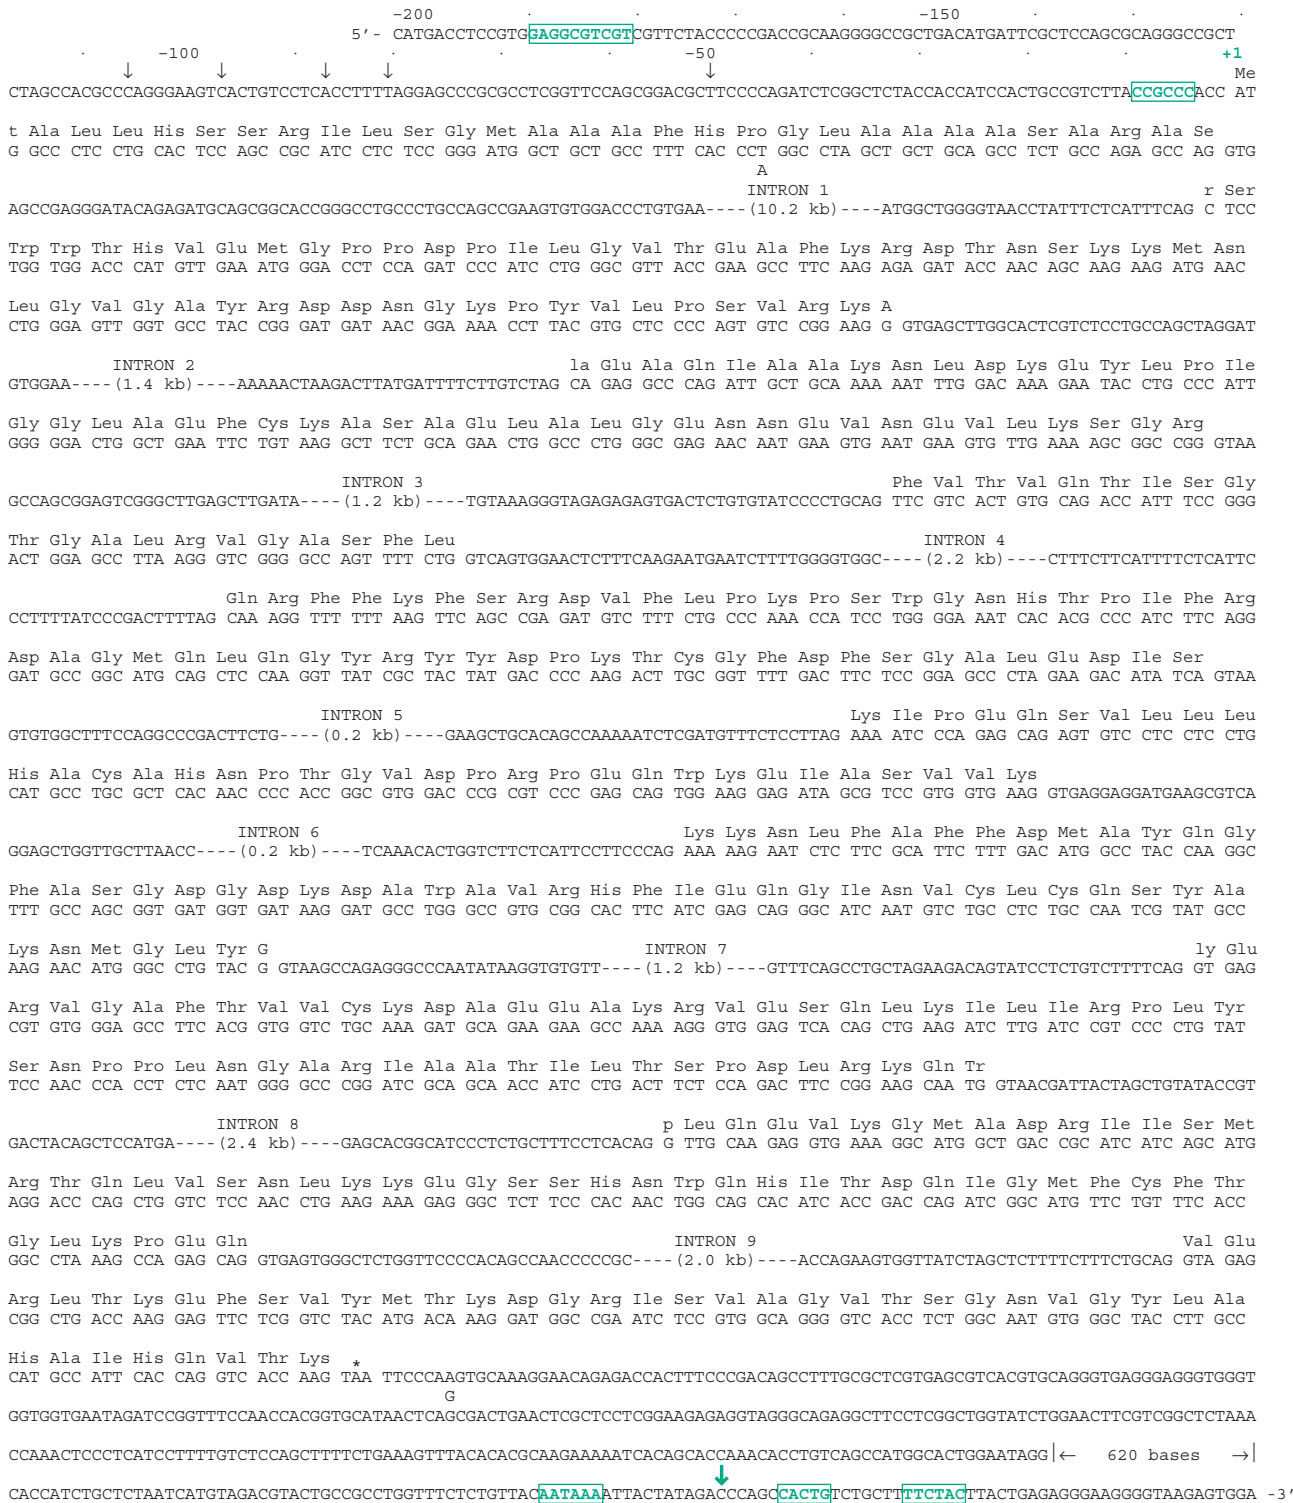 -200 . . . -150 . .
5’- CATGACCTCCGTGGAGGCGTCGTCGTTCTACCCCCGACCGCAAGGGGCCGCTGACATGATTCGCTCCAGCGCAGGGCCGCT
. -100 . . . . -50 . . . . +1
↓ ↓ ↓ ↓ ↓ Me
CTAGCCACGCCCAGGGAAGTCACTGTCCTCACCTTTTAGGAGCCCGCGCCTCGGTTCCAGCGGACGCTTCCCCAGATCTCGGCTCTACCACCATCCACTGCCGTCTTACCGCCCACC AT
t Ala Leu Leu His Ser Ser Arg Ile Leu Ser Gly Met Ala Ala Ala Phe His Pro Gly Leu Ala Ala Ala Ala Ser Ala Arg Ala Se
G GCC CTC CTG CAC TCC AGC CGC ATC CTC TCC GGG ATG GCT GCT GCC TTT CAC CCT GGC CTA GCT GCT GCA GCC TCT GCC AGA GCC AG GTG
A
INTRON 1 r Ser
AGCCGAGGGATACAGAGATGCAGCGGCACCGGGCCTGCCCTGCCAGCCGAAGTGTGGACCCTGTGAA----(10.2 kb)----ATGGCTGGGGTAACCTATTTCTCATTTCAG C TCC
Trp Trp Thr His Val Glu Met Gly Pro Pro Asp Pro Ile Leu Gly Val Thr Glu Ala Phe Lys Arg Asp Thr Asn Ser Lys Lys Met Asn
TGG TGG ACC CAT GTT GAA ATG GGA CCT CCA GAT CCC ATC CTG GGC GTT ACC GAA GCC TTC AAG AGA GAT ACC AAC AGC AAG AAG ATG AAC
Leu Gly Val Gly Ala Tyr Arg Asp Asp Asn Gly Lys Pro Tyr Val Leu Pro Ser Val Arg Lys A
CTG GGA GTT GGT GCC TAC CGG GAT GAT AAC GGA AAA CCT TAC GTG CTC CCC AGT GTC CGG AAG G GTGAGCTTGGCACTCGTCTCCTGCCAGCTAGGAT
INTRON 2 la Glu Ala Gln Ile Ala Ala Lys Asn Leu Asp Lys Glu Tyr Leu Pro Ile
GTGGAA----(1.4 kb)----AAAAACTAAGACTTATGATTTTCTTGTCTAG CA GAG GCC CAG ATT GCT GCA AAA AAT TTG GAC AAA GAA TAC CTG CCC ATT
Gly Gly Leu Ala Glu Phe Cys Lys Ala Ser Ala Glu Leu Ala Leu Gly Glu Asn Asn Glu Val Asn Glu Val Leu Lys Ser Gly Arg
GGG GGA CTG GCT GAA TTC TGT AAG GCT TCT GCA GAA CTG GCC CTG GGC GAG AAC AAT GAA GTG AAT GAA GTG TTG AAA AGC GGC CGG GTAA
INTRON 3 Phe Val Thr Val Gln Thr Ile Ser Gly
GCCAGCGGAGTCGGGCTTGAGCTTGATA----(1.2 kb)----TGTAAAGGGTAGAGAGAGTGACTCTGTGTATCCCCTGCAG TTC GTC ACT GTG CAG ACC ATT TCC GGG
Thr Gly Ala Leu Arg Val Gly Ala Ser Phe Leu INTRON 4
ACT GGA GCC TTA AGG GTC GGG GCC AGT TTT CTG GTCAGTGGAACTCTTTCAAGAATGAATCTTTTGGGGTGGC----(2.2 kb)----CTTTCTTCATTTTCTCATTC
Gln Arg Phe Phe Lys Phe Ser Arg Asp Val Phe Leu Pro Lys Pro Ser Trp Gly Asn His Thr Pro Ile Phe Arg
CCTTTTATCCCGACTTTTAG CAA AGG TTT TTT AAG TTC AGC CGA GAT GTC TTT CTG CCC AAA CCA TCC TGG GGA AAT CAC ACG CCC ATC TTC AGG
Asp Ala Gly Met Gln Leu Gln Gly Tyr Arg Tyr Tyr Asp Pro Lys Thr Cys Gly Phe Asp Phe Ser Gly Ala Leu Glu Asp Ile Ser
GAT GCC GGC ATG CAG CTC CAA GGT TAT CGC TAC TAT GAC CCC AAG ACT TGC GGT TTT GAC TTC TCC GGA GCC CTA GAA GAC ATA TCA GTAA
INTRON 5 Lys Ile Pro Glu Gln Ser Val Leu Leu Leu
GTGTGGCTTTCCAGGCCCGACTTCTG----(0.2 kb)----GAAGCTGCACAGCCAAAAATCTCGATGTTTCTCCTTAG AAA ATC CCA GAG CAG AGT GTC CTC CTC CTG
His Ala Cys Ala His Asn Pro Thr Gly Val Asp Pro Arg Pro Glu Gln Trp Lys Glu Ile Ala Ser Val Val Lys
CAT GCC TGC GCT CAC AAC CCC ACC GGC GTG GAC CCG CGT CCC GAG CAG TGG AAG GAG ATA GCG TCC GTG GTG AAG GTGAGGAGGATGAAGCGTCA
INTRON 6 Lys Lys Asn Leu Phe Ala Phe Phe Asp Met Ala Tyr Gln Gly
GGAGCTGGTTGCTTAACC----(0.2 kb)----TCAAACACTGGTCTTCTCATTCCTTCCCAG AAA AAG AAT CTC TTC GCA TTC TTT GAC ATG GCC TAC CAA GGC
Phe Ala Ser Gly Asp Gly Asp Lys Asp Ala Trp Ala Val Arg His Phe Ile Glu Gln Gly Ile Asn Val Cys Leu Cys Gln Ser Tyr Ala
TTT GCC AGC GGT GAT GGT GAT AAG GAT GCC TGG GCC GTG CGG CAC TTC ATC GAG CAG GGC ATC AAT GTC TGC CTC TGC CAA TCG TAT GCC
Lys Asn Met Gly Leu Tyr G INTRON 7 ly Glu
AAG AAC ATG GGC CTG TAC G GTAAGCCAGAGGGCCCAATATAAGGTGTGTT----(1.2 kb)----GTTTCAGCCTGCTAGAAGACAGTATCCTCTGTCTTTTCAG GT GAG
Arg Val Gly Ala Phe Thr Val Val Cys Lys Asp Ala Glu Glu Ala Lys Arg Val Glu Ser Gln Leu Lys Ile Leu Ile Arg Pro Leu Tyr
CGT GTG GGA GCC TTC ACG GTG GTC TGC AAA GAT GCA GAA GAA GCC AAA AGG GTG GAG TCA CAG CTG AAG ATC TTG ATC CGT CCC CTG TAT
Ser Asn Pro Pro Leu Asn Gly Ala Arg Ile Ala Ala Thr Ile Leu Thr Ser Pro Asp Leu Arg Lys Gln Tr
TCC AAC CCA CCT CTC AAT GGG GCC CGG ATC GCA GCA ACC ATC CTG ACT TCT CCA GAC TTC CGG AAG CAA TG GTAACGATTACTAGCTGTATACCGT
INTRON 8 p Leu Gln Glu Val Lys Gly Met Ala Asp Arg Ile Ile Ser Met
GACTACAGCTCCATGA----(2.4 kb)----GAGCACGGCATCCCTCTGCTTTCCTCACAG G TTG CAA GAG GTG AAA GGC ATG GCT GAC CGC ATC ATC AGC ATG
Arg Thr Gln Leu Val Ser Asn Leu Lys Lys Glu Gly Ser Ser His Asn Trp Gln His Ile Thr Asp Gln Ile Gly Met Phe Cys Phe Thr
AGG ACC CAG CTG GTC TCC AAC CTG AAG AAA GAG GGC TCT TCC CAC AAC TGG CAG CAC ATC ACC GAC CAG ATC GGC ATG TTC TGT TTC ACC
Gly Leu Lys Pro Glu Gln INTRON 9 Val Glu
GGC CTA AAG CCA GAG CAG GTGAGTGGGCTCTGGTTCCCCACAGCCAACCCCCGC----(2.0 kb)----ACCAGAAGTGGTTATCTAGCTCTTTTCTTTCTGCAG GTA GAG
Arg Leu Thr Lys Glu Phe Ser Val Tyr Met Thr Lys Asp Gly Arg Ile Ser Val Ala Gly Val Thr Ser Gly Asn Val Gly Tyr Leu Ala
CGG CTG ACC AAG GAG TTC TCG GTC TAC ATG ACA AAG GAT GGC CGA ATC TCC GTG GCA GGG GTC ACC TCT GGC AAT GTG GGC TAC CTT GCC
His Ala Ile His Gln Val Thr Lys *
CAT GCC ATT CAC CAG GTC ACC AAG TAA TTCCCAAGTGCAAAGGAACAGAGACCACTTTCCCGACAGCCTTTGCGCTCGTGAGCGTCACGTGCAGGGTGAGGGAGGGTGGGT
G
GGTGGTGAATAGATCCGGTTTCCAACCACGGTGCATAACTCAGCGACTGAACTCGCTCCTCGGAAGAGAGGTAGGGCAGAGGCTTCCTCGGCTGGTATCTGGAACTTCGTCGGCTCTAAA
CCAAACTCCCTCATCCTTTTGTCTCCAGCTTTTCTGAAAGTTTACACACGCAAGAAAAATCACAGCACCAAACACCTGTCAGCCATGGCACTGGAATAGG|← 620 bases →|
↓
CACCATCTGCTCTAATCATGTAGACGTACTGCCGCCTGGTTTCTCTGTTACAATAAAATTACTATAGACCCAGCCACTGTCTGCTTTTCTACTTACTGAGAGGGAAGGGGTAAGAGTGGA -3’